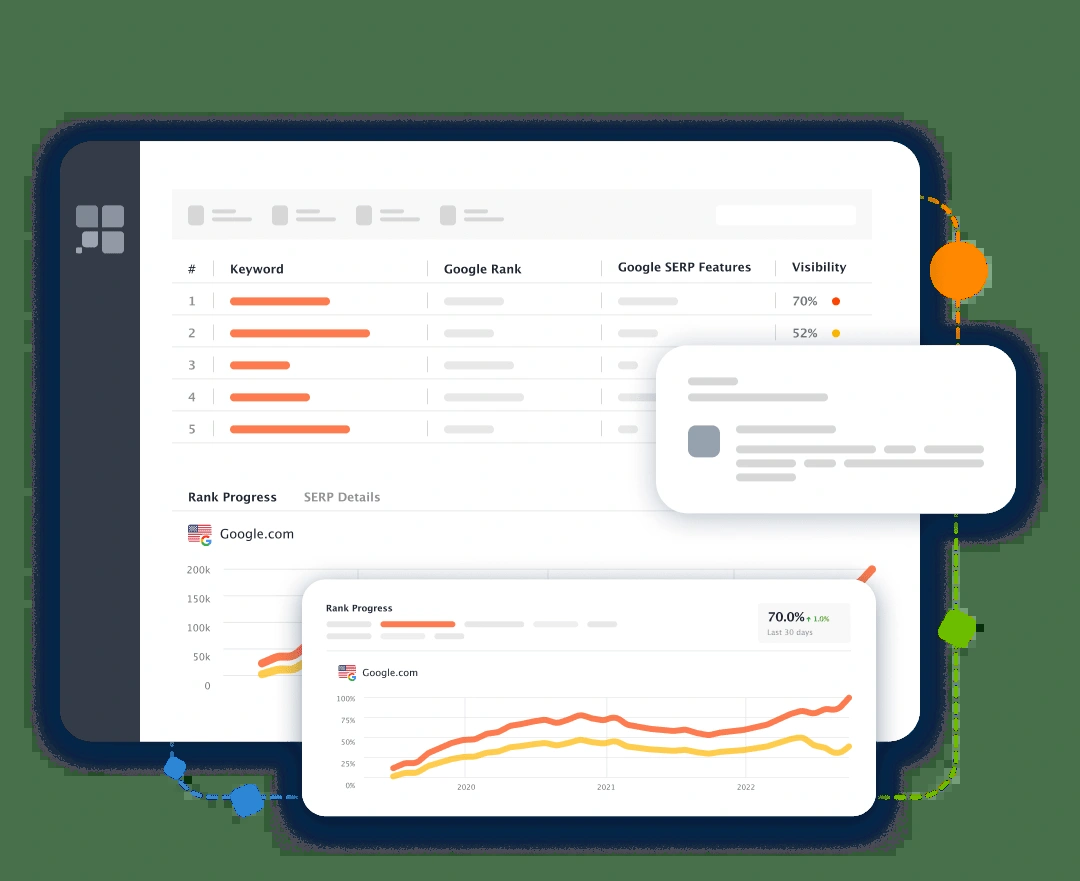 # Keyword Google Rank Google SERP Features Visibility
1 70%
2 52%
3
4
5
Rank Progress SERP Details
Google.com
200k
150k
100k
50k
0
Rank Progress
70.0% 1.0%
Last 30 days
Google.com
100%
75%
50%
25%
0%
2020 2021 2022